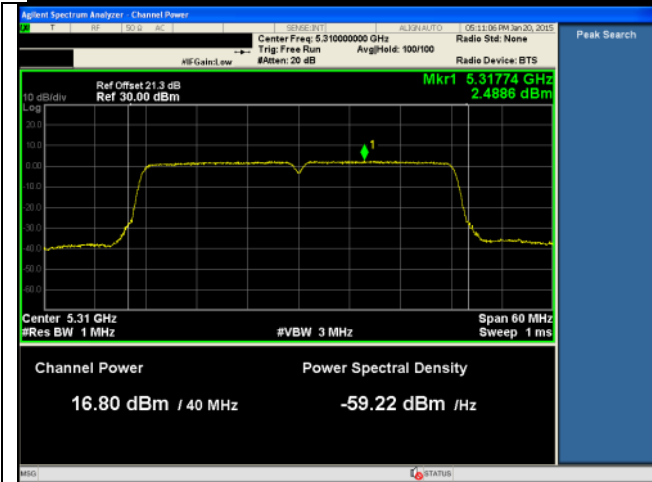 Agilent Spectrum Analyzer - Channel Power
T RF 50 Ω AC SENSE:INT ALIGNAUTO 05:11:06 PM Jan 20, 2015
Center Freq: 5.310000000 GHz Radio Std: None
Trig: Free Run Avg|Hold: 100/100
#IFGain:Low #Atten: 20 dB Radio Device: BTS
Peak Search
Mkr1 5.31774 GHz
2.4886 dBm
Ref Offset 21.3 dB
10 dB/div Ref 30.00 dBm
Log
20.0
10.0
0.00
-10.0
-20.0
-30.0
-40.0
-50.0
-60.0
1
Center 5.31 GHz Span 60 MHz
#Res BW 1 MHz #VBW 3 MHz Sweep 1 ms
Channel Power Power Spectral Density
16.80 dBm / 40 MHz -59.22 dBm /Hz
MSG STATUS